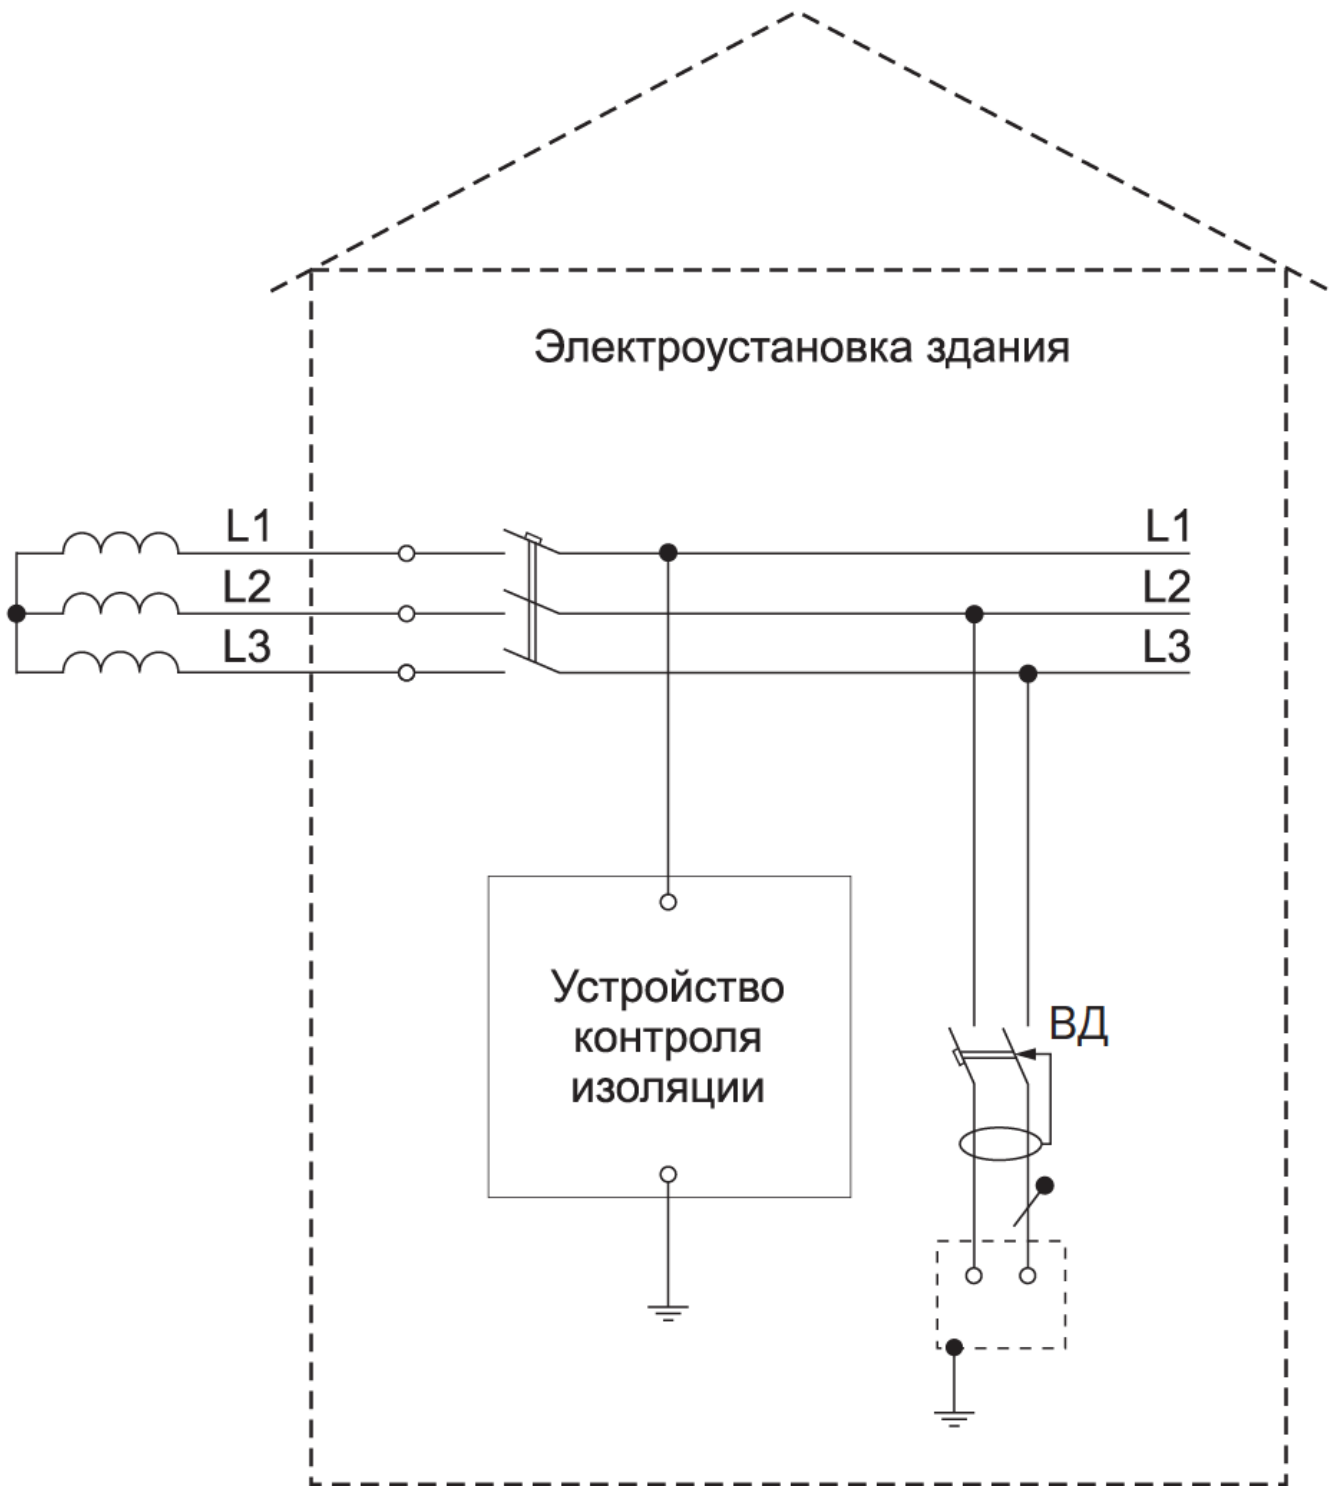 Электроустановка здания
L1
L1
L2
L2
L3
L3
Устройство
контроля
изоляции
ВД